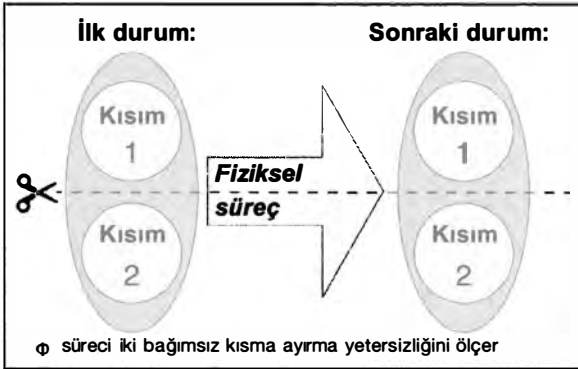 İlk durum:
Sonraki durum:
Kısım
1
Kısım
1
Fiziksel
süreç
Kısım
2
Kısım
2
Φ süreci iki bağımsız kısma ayırma yetersizliğini ölçer